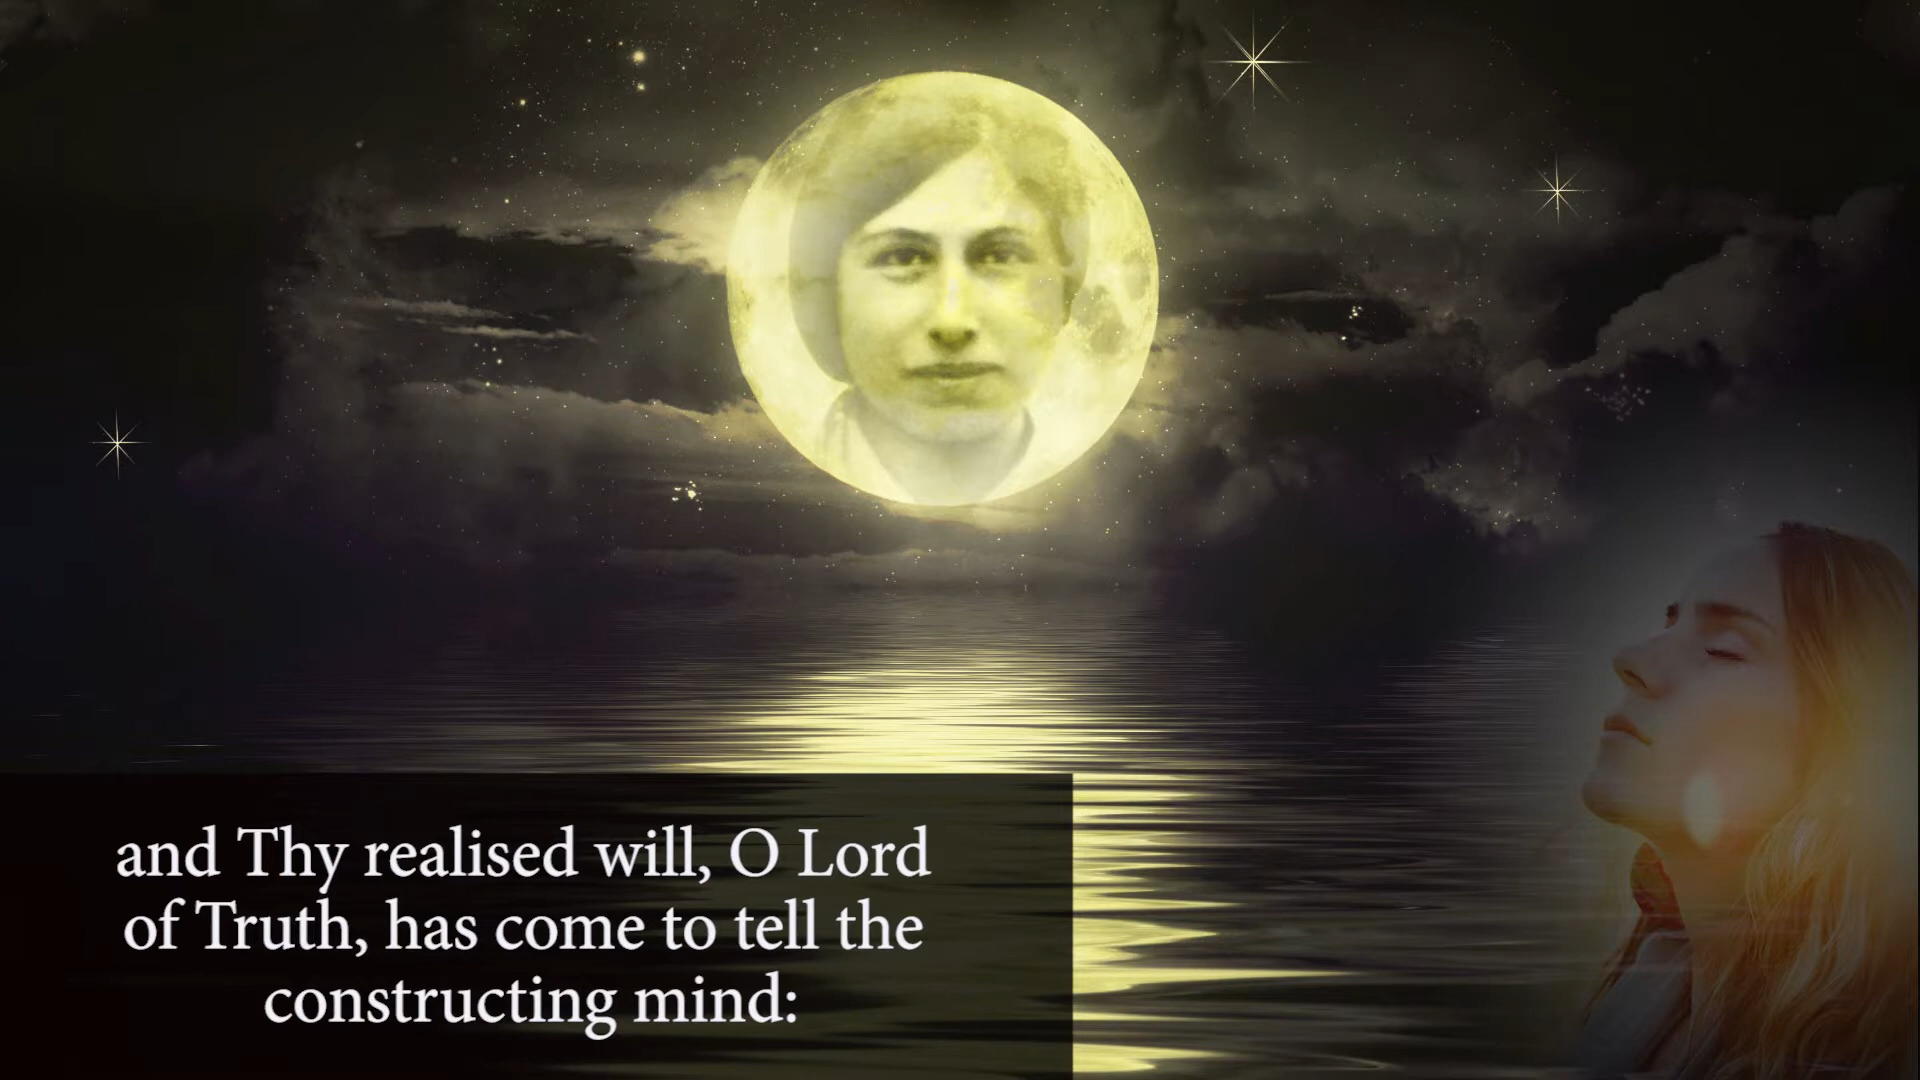 and Thy realised will, O Lord
of Truth, has come to tell the
constructing mind: